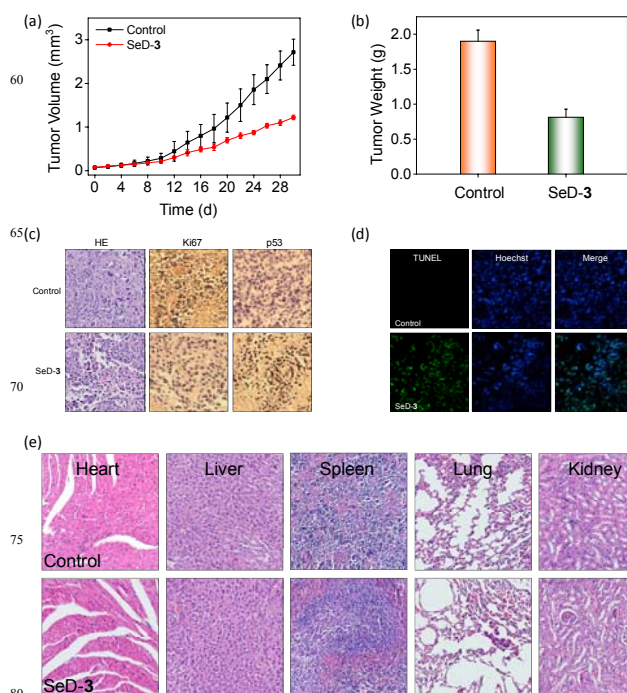 (a)
Control
SeD-3
Tumor Volume (mm³)
3
2
1
0
0 4 8 12 16 20 24 28
Time (d)
(b)
Tumor Weight (g)
2.0
1.5
1.0
0.5
0.0
Control SeD-3
60
65
(c)
HE Ki67 p53
Control
SeD-3
70
(d)
TUNEL Hoechst Merge
Control
SeD-3
(e)
Heart Liver Spleen Lung Kidney
75
Control
SeD-3
80